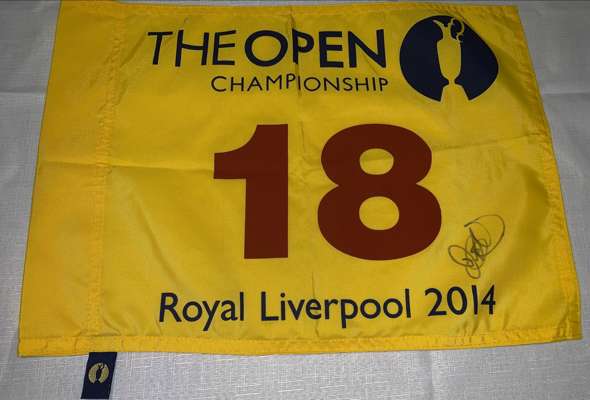 THE OPEN
CHAMPIONSHIP
18
Royal Liverpool 2014